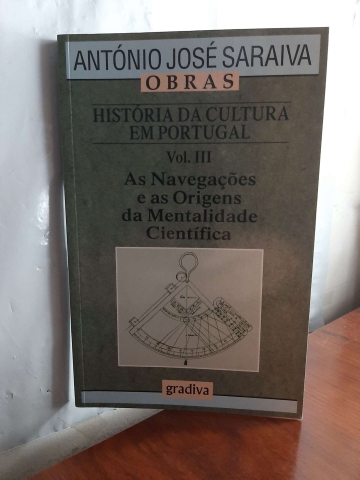 ANTÓNIO JOSÉ SARAIVA
OBRAS
HISTÓRIA DA CULTURA
EM PORTUGAL
Vol. III
As Navegações
e as Origens
da Mentalidade
Científica
gradiva